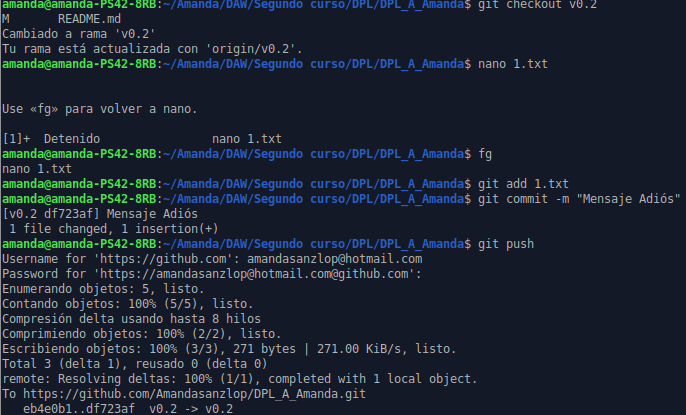 amanda@amanda-PS42-8RB:~/Amanda/DAW/Segundo curso/DPL/DPL_A_Amanda$ git checkout v0.2
M       README.md
Cambiado a rama 'v0.2'
Tu rama está actualizada con 'origin/v0.2'.
amanda@amanda-PS42-8RB:~/Amanda/DAW/Segundo curso/DPL/DPL_A_Amanda$ nano 1.txt
Use «fg» para volver a nano.
[1]+  Detenido                nano 1.txt
amanda@amanda-PS42-8RB:~/Amanda/DAW/Segundo curso/DPL/DPL_A_Amanda$ fg
nano 1.txt
amanda@amanda-PS42-8RB:~/Amanda/DAW/Segundo curso/DPL/DPL_A_Amanda$ git add 1.txt
amanda@amanda-PS42-8RB:~/Amanda/DAW/Segundo curso/DPL/DPL_A_Amanda$ git commit -m "Mensaje Adiós"
[v0.2 df723af] Mensaje Adiós
 1 file changed, 1 insertion(+)
amanda@amanda-PS42-8RB:~/Amanda/DAW/Segundo curso/DPL/DPL_A_Amanda$ git push
Username for 'https://github.com': amandasanzlop@hotmail.com
Password for 'https://amandasanzlop@hotmail.com@github.com':
Enumerando objetos: 5, listo.
Contando objetos: 100% (5/5), listo.
Compresión delta usando hasta 8 hilos
Comprimiendo objetos: 100% (2/2), listo.
Escribiendo objetos: 100% (3/3), 271 bytes | 271.00 KiB/s, listo.
Total 3 (delta 1), reusado 0 (delta 0)
remote: Resolving deltas: 100% (1/1), completed with 1 local object.
To https://github.com/Amandasanzlop/DPL_A_Amanda.git
   eb4e0b1..df723af  v0.2 -> v0.2